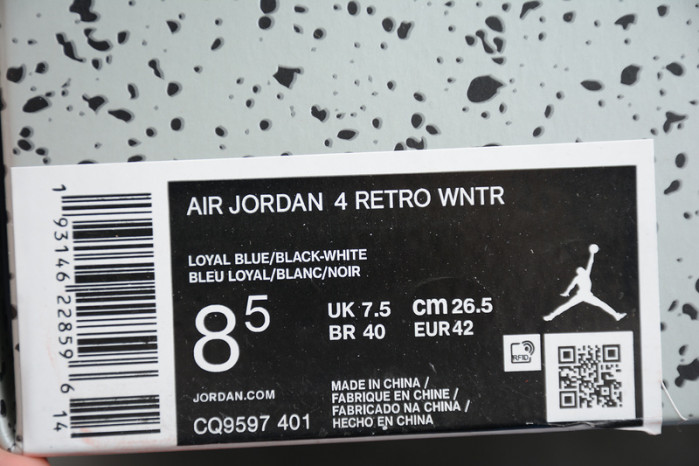 AIR JORDAN 4 RETRO WNTR
LOYAL BLUE/BLACK-WHITE
BLEU LOYAL/BLANC/NOIR
8 5
UK 7.5 cm 26.5
BR 40 EUR 42
RFID
JORDAN.COM
CQ9597 401
MADE IN CHINA /
FABRIQUE EN CHINE /
FABRICADO NA CHINA /
HECHO EN CHINA
1 93146 22859 6 14